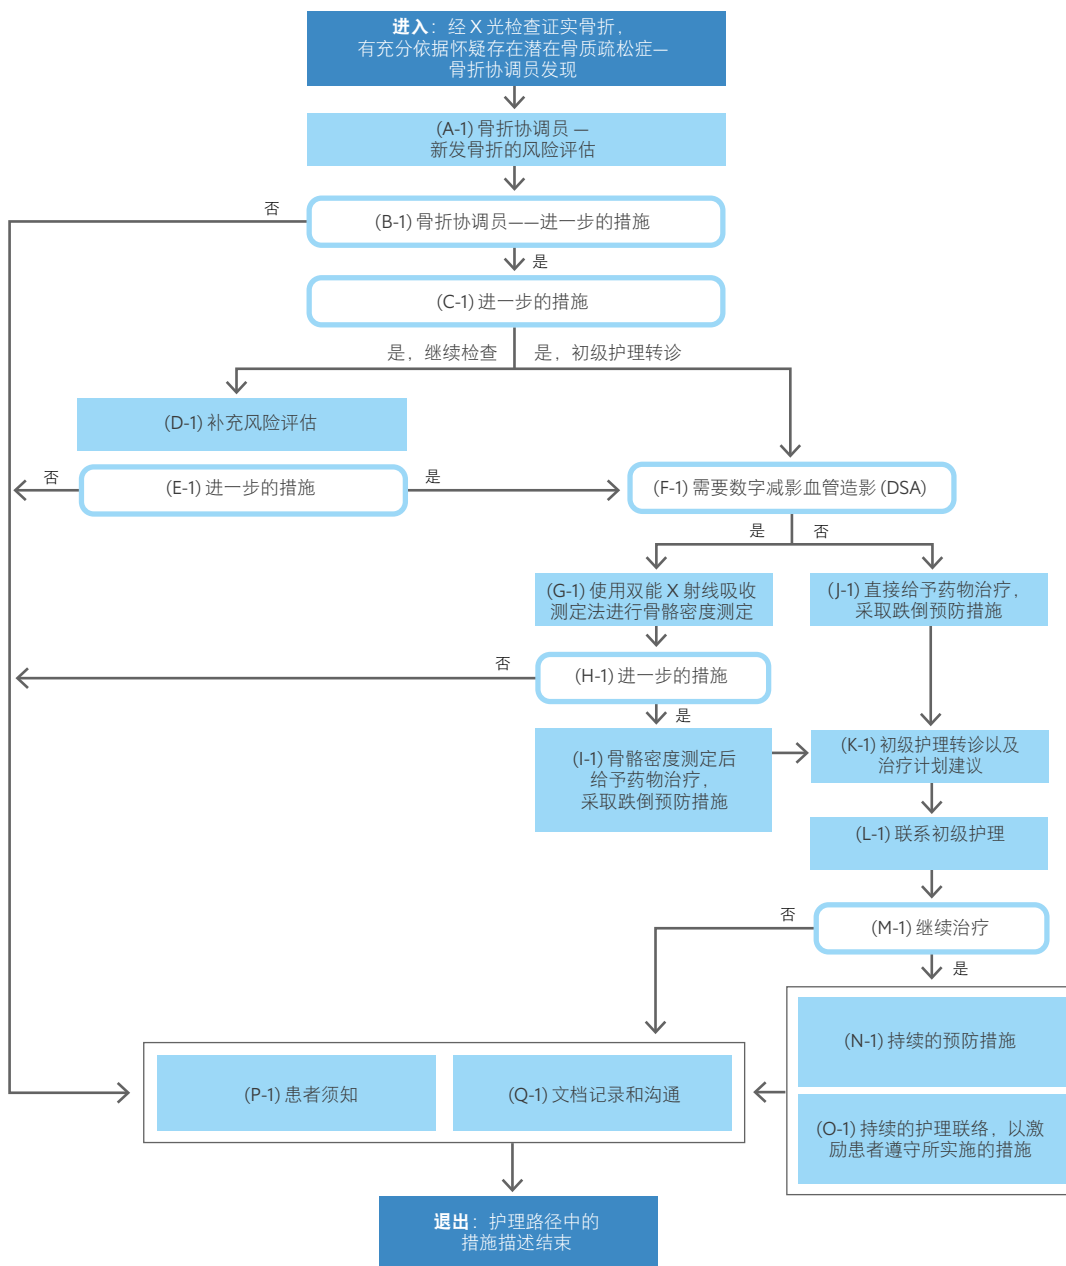 进入：经 X 光检查证实骨折，
有充分依据怀疑存在潜在骨质疏松症—
骨折协调员发现
(A-1) 骨折协调员 —
新发骨折的风险评估
否
(B-1) 骨折协调员——进一步的措施
是
(C-1) 进一步的措施
是，继续检查
是，初级护理转诊
(D-1) 补充风险评估
否
(E-1) 进一步的措施
是
(F-1) 需要数字减影血管造影 (DSA)
是
否
(G-1) 使用双能 X 射线吸收
测定法进行骨骼密度测定
(J-1) 直接给予药物治疗，
采取跌倒预防措施
否
(H-1) 进一步的措施
是
(I-1) 骨骼密度测定后
给予药物治疗，
采取跌倒预防措施
(K-1) 初级护理转诊以及
治疗计划建议
(L-1) 联系初级护理
否
(M-1) 继续治疗
是
(N-1) 持续的预防措施
(O-1) 持续的护理联络，以激
励患者遵守所实施的措施
(P-1) 患者须知
(Q-1) 文档记录和沟通
退出：护理路径中的
措施描述结束